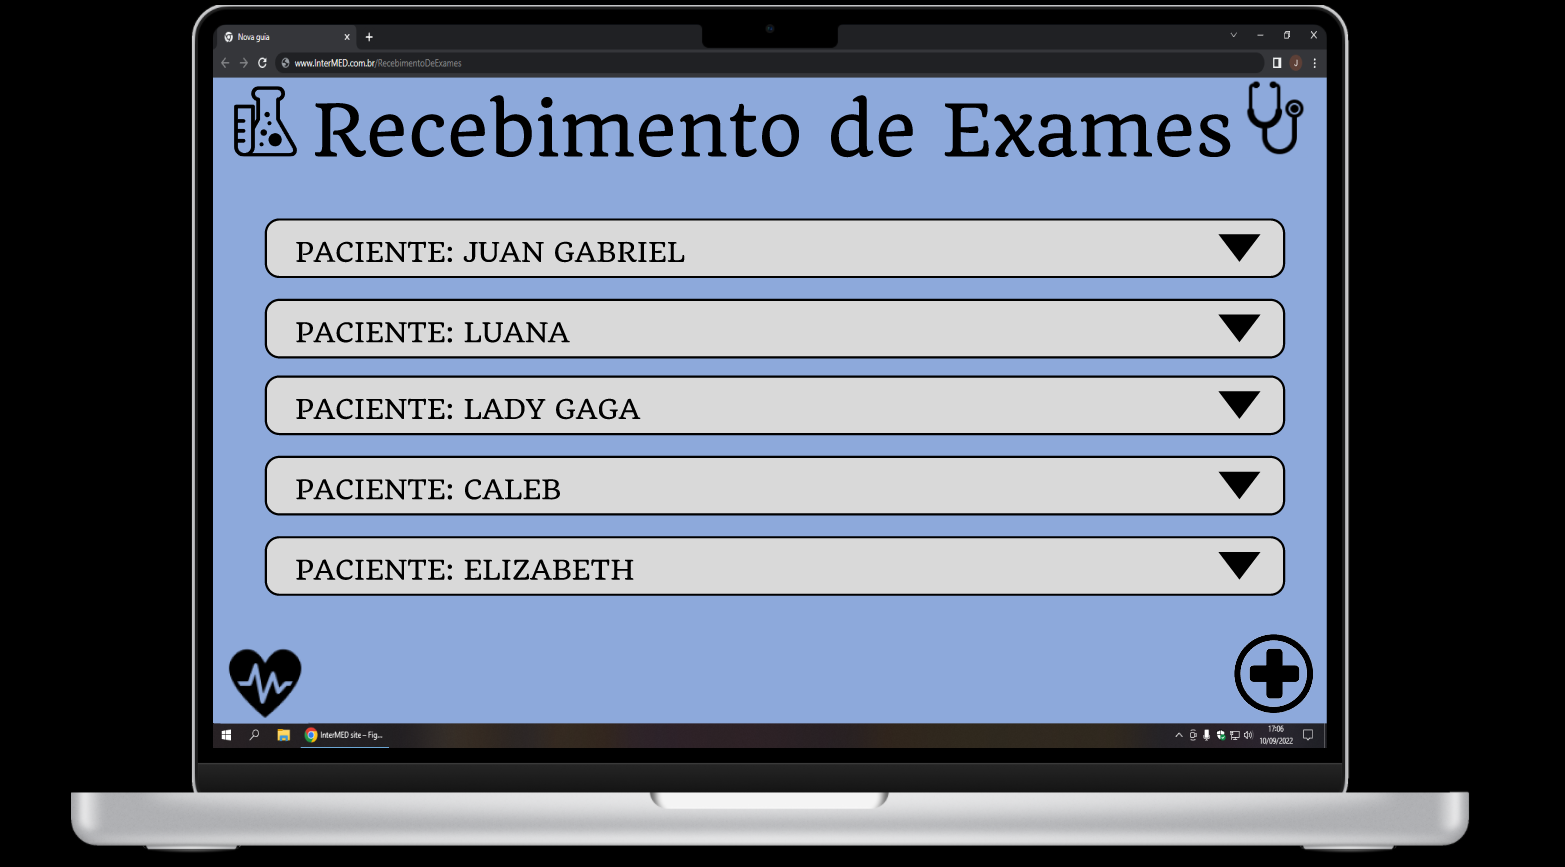 Nova guia
www.InterMED.com.br/RecebimentoDeExames
J
Recebimento de Exames
PACIENTE: JUAN GABRIEL
PACIENTE: LUANA
PACIENTE: LADY GAGA
PACIENTE: CALEB
PACIENTE: ELIZABETH
InterMED site – Fig...
17:06
10/09/2022